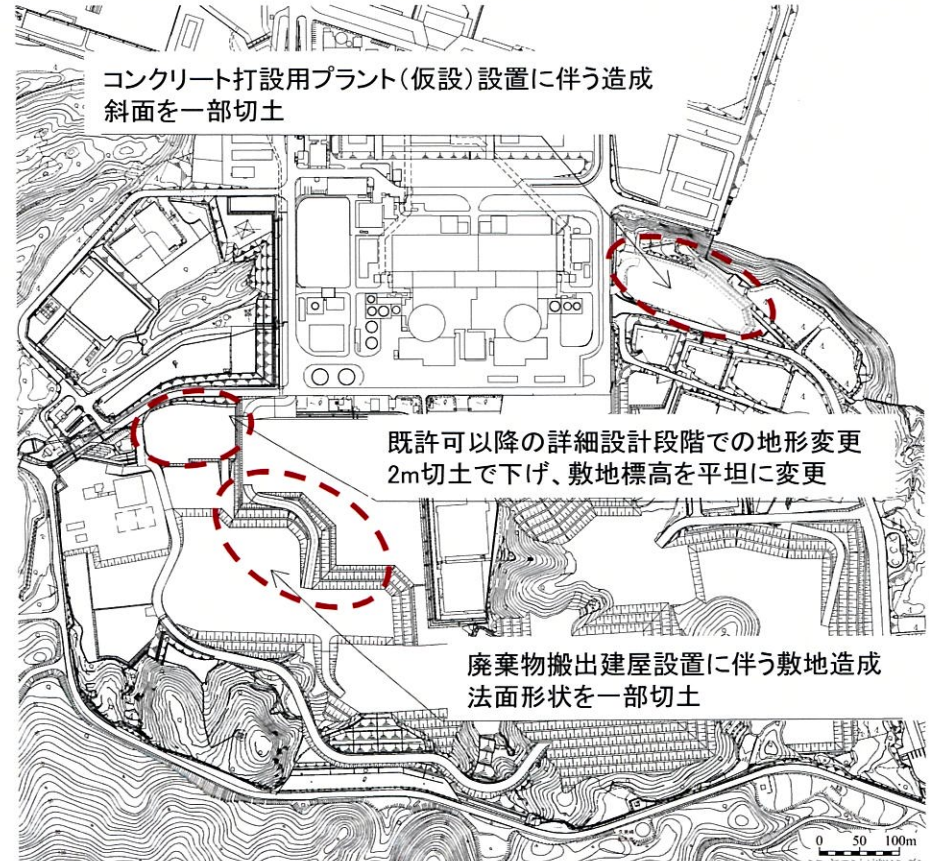 コンクリート打設用プラント(仮設)設置に伴う造成
斜面を一部切土
既許可以降の詳細設計段階での地形変更
2m切土で下げ、敷地標高を平坦に変更
廃棄物搬出建屋設置に伴う敷地造成
法面形状を一部切土
0 50 100m